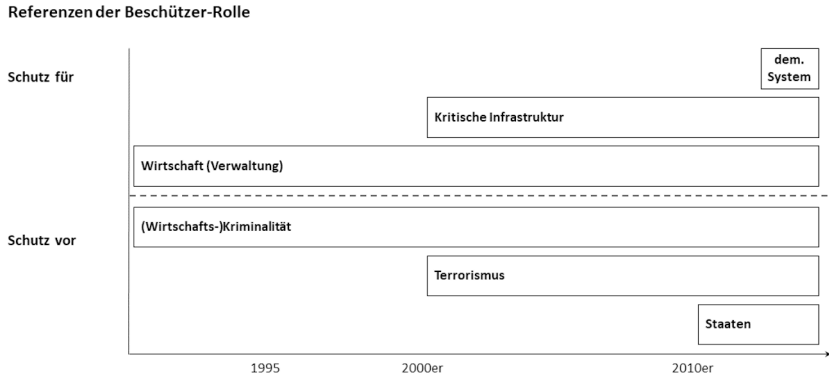 Referenzen der Beschützer-Rolle
Schutz für
dem.
System
Kritische Infrastruktur
Wirtschaft (Verwaltung)
(Wirtschafts-)Kriminalität
Schutz vor
Terrorismus
Staaten
1995 2000er 2010er